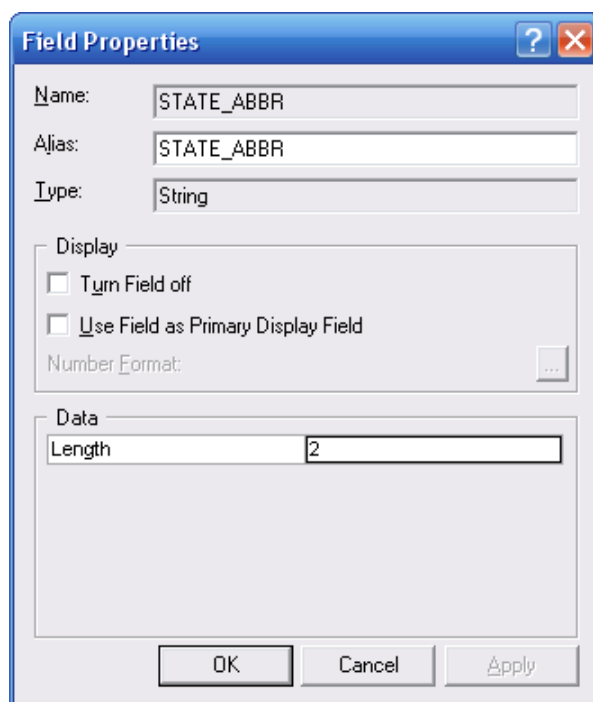 Field Properties
?
Name: STATE_ABBR
Alias: STATE_ABBR
Type: String
Display
Turn Field off
Use Field as Primary Display Field
Number Format: ...
Data
Length 2
OK Cancel Apply